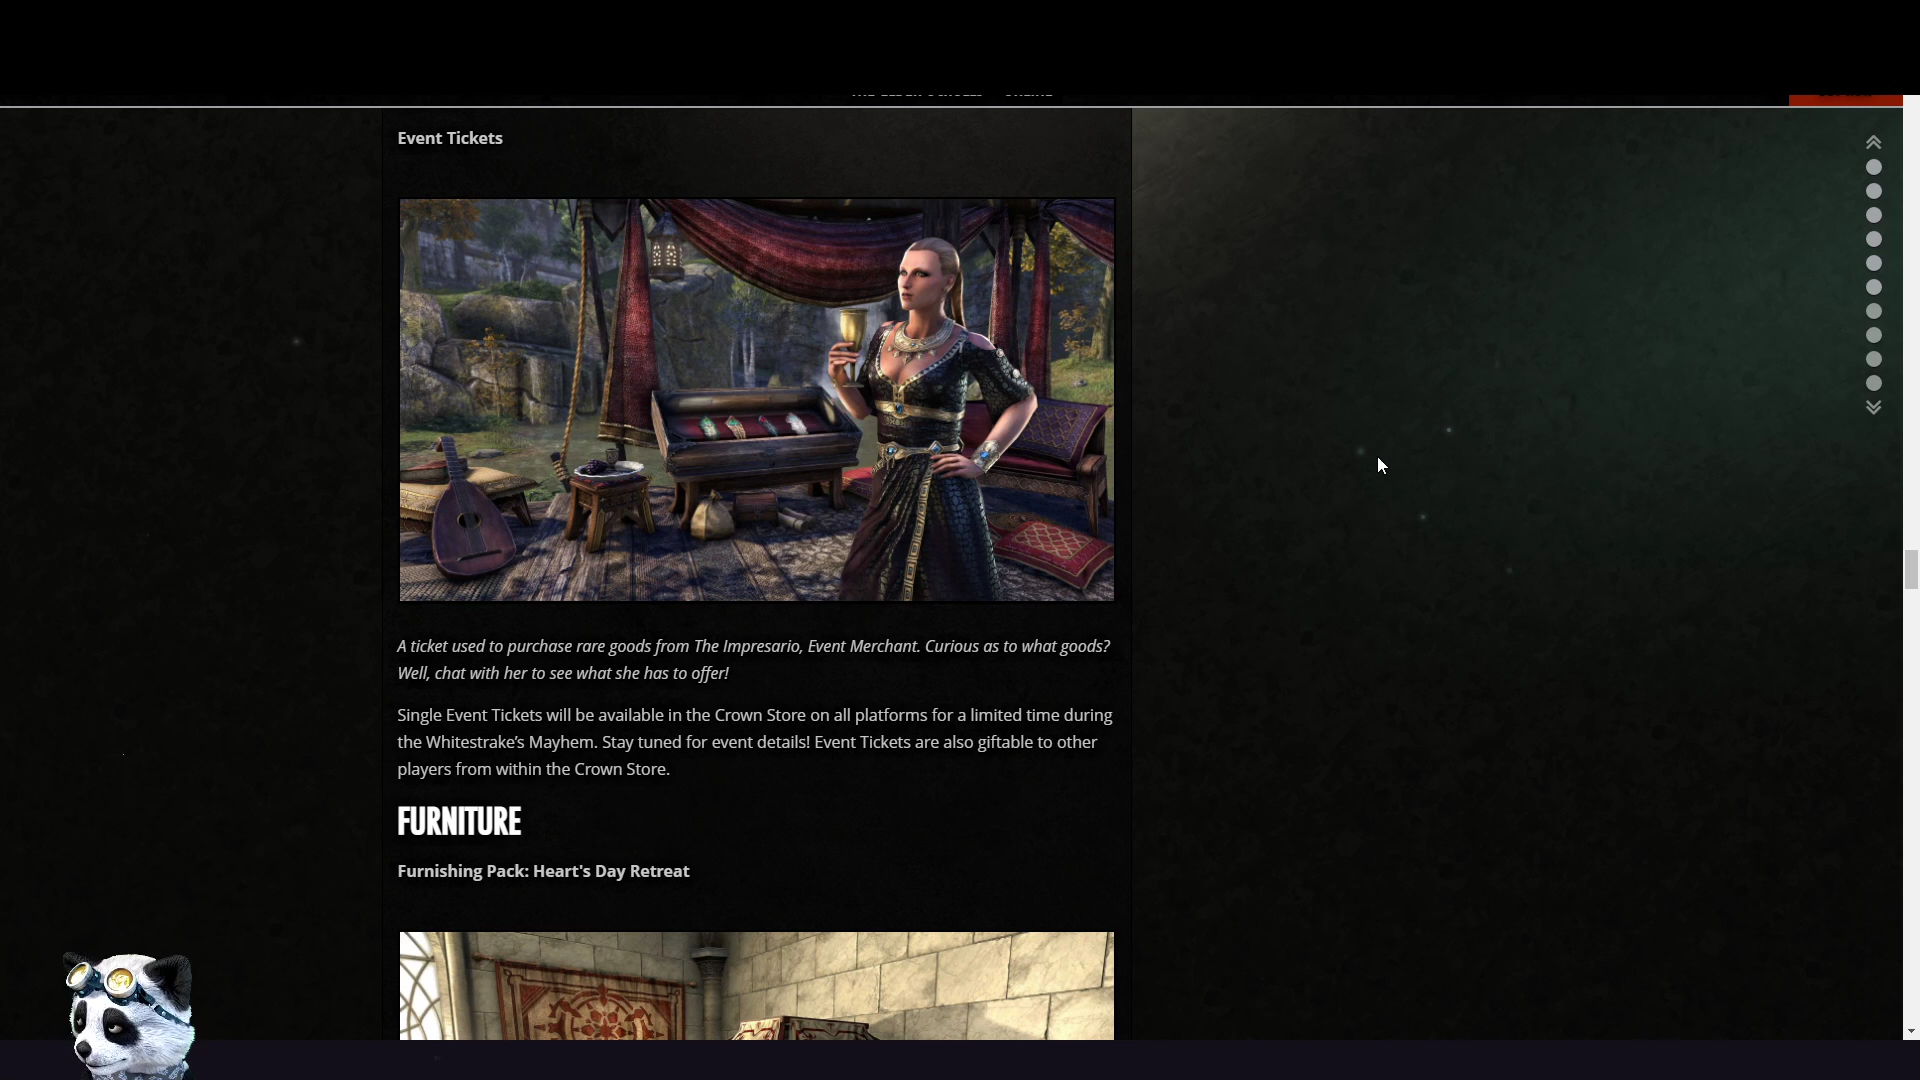 Event Tickets
A ticket used to purchase rare goods from The Impresario, Event Merchant. Curious as to what goods?
Well, chat with her to see what she has to offer!
Single Event Tickets will be available in the Crown Store on all platforms for a limited time during
the Whitestrake’s Mayhem. Stay tuned for event details! Event Tickets are also giftable to other
players from within the Crown Store.
FURNITURE
Furnishing Pack: Heart's Day Retreat